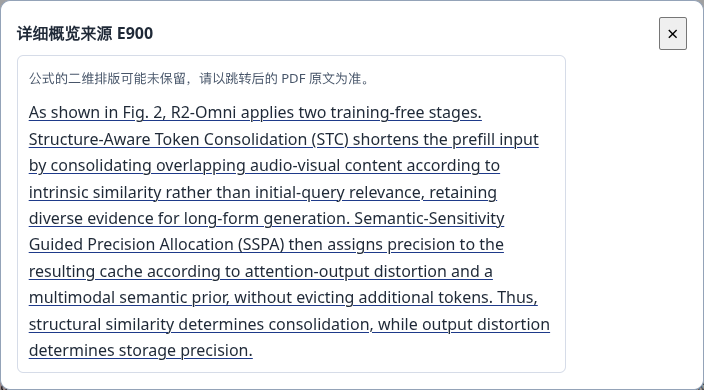 详细概览来源 E900
×
公式的二维排版可能未保留，请以跳转后的 PDF 原文为准。
As shown in Fig. 2, R2-Omni applies two training-free stages.
Structure-Aware Token Consolidation (STC) shortens the prefill input
by consolidating overlapping audio-visual content according to
intrinsic similarity rather than initial-query relevance, retaining
diverse evidence for long-form generation. Semantic-Sensitivity
Guided Precision Allocation (SSPA) then assigns precision to the
resulting cache according to attention-output distortion and a
multimodal semantic prior, without evicting additional tokens. Thus,
structural similarity determines consolidation, while output distortion
determines storage precision.